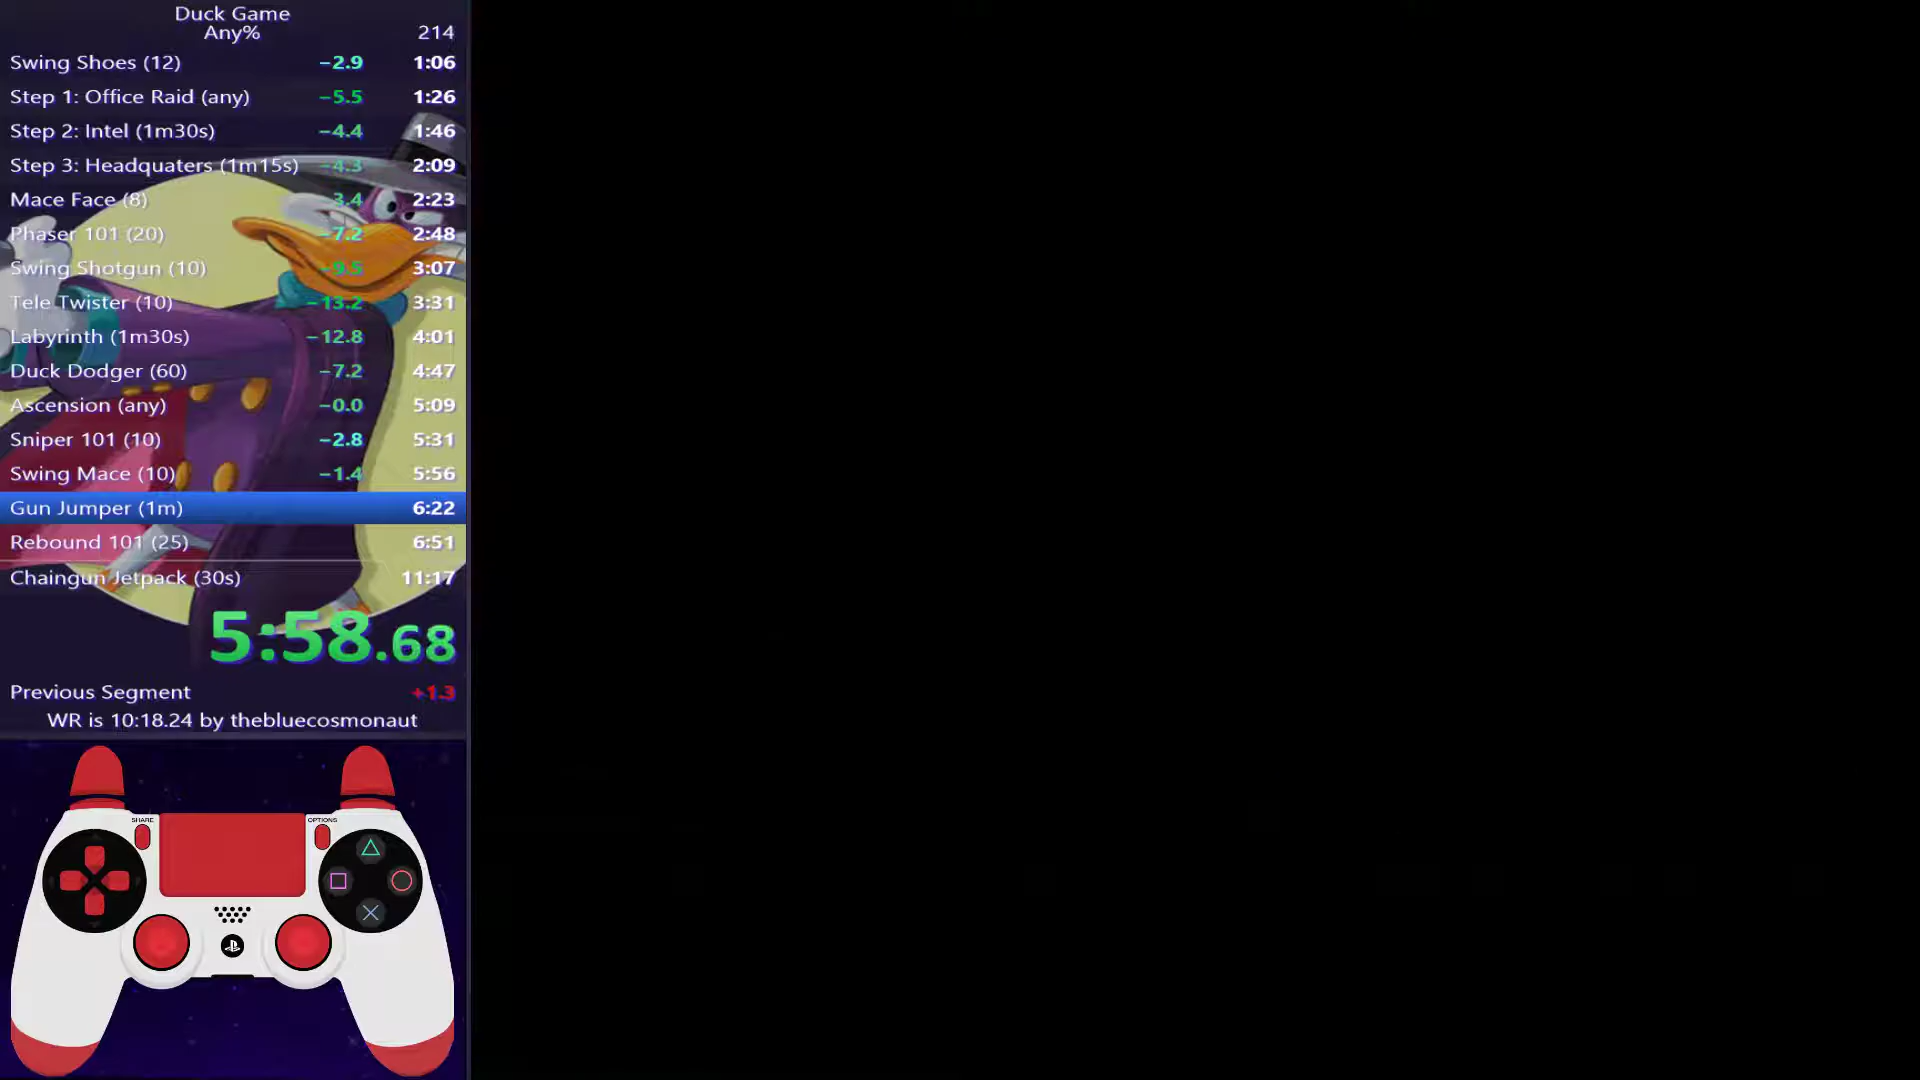 Duck Game
Any% 214
Swing Shoes (12) −2.9 1:06
Step 1: Office Raid (any) −5.5 1:26
Step 2: Intel (1m30s) −4.4 1:46
Step 3: Headquaters (1m15s) −4.3 2:09
Mace Face (8) 3.4 2:23
Phaser 101 (20) −7.2 2:48
Swing Shotgun (10) −9.5 3:07
Tele Twister (10) −13.2 3:31
Labyrinth (1m30s) −12.8 4:01
Duck Dodger (60) −7.2 4:47
Ascension (any) −0.0 5:09
Sniper 101 (10) −2.8 5:31
Swing Mace (10) −1.4 5:56
Gun Jumper (1m) 6:22
Rebound 101 (25) 6:51
Chaingun Jetpack (30s) 11:17
5:58.68
Previous Segment +1.3
WR is 10:18.24 by thebluecosmonaut
SHARE OPTIONS